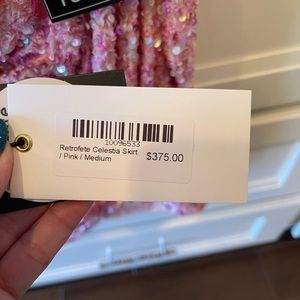 10096533
Retrofete Celestia Skirt
/ Pink / Medium
$375.00